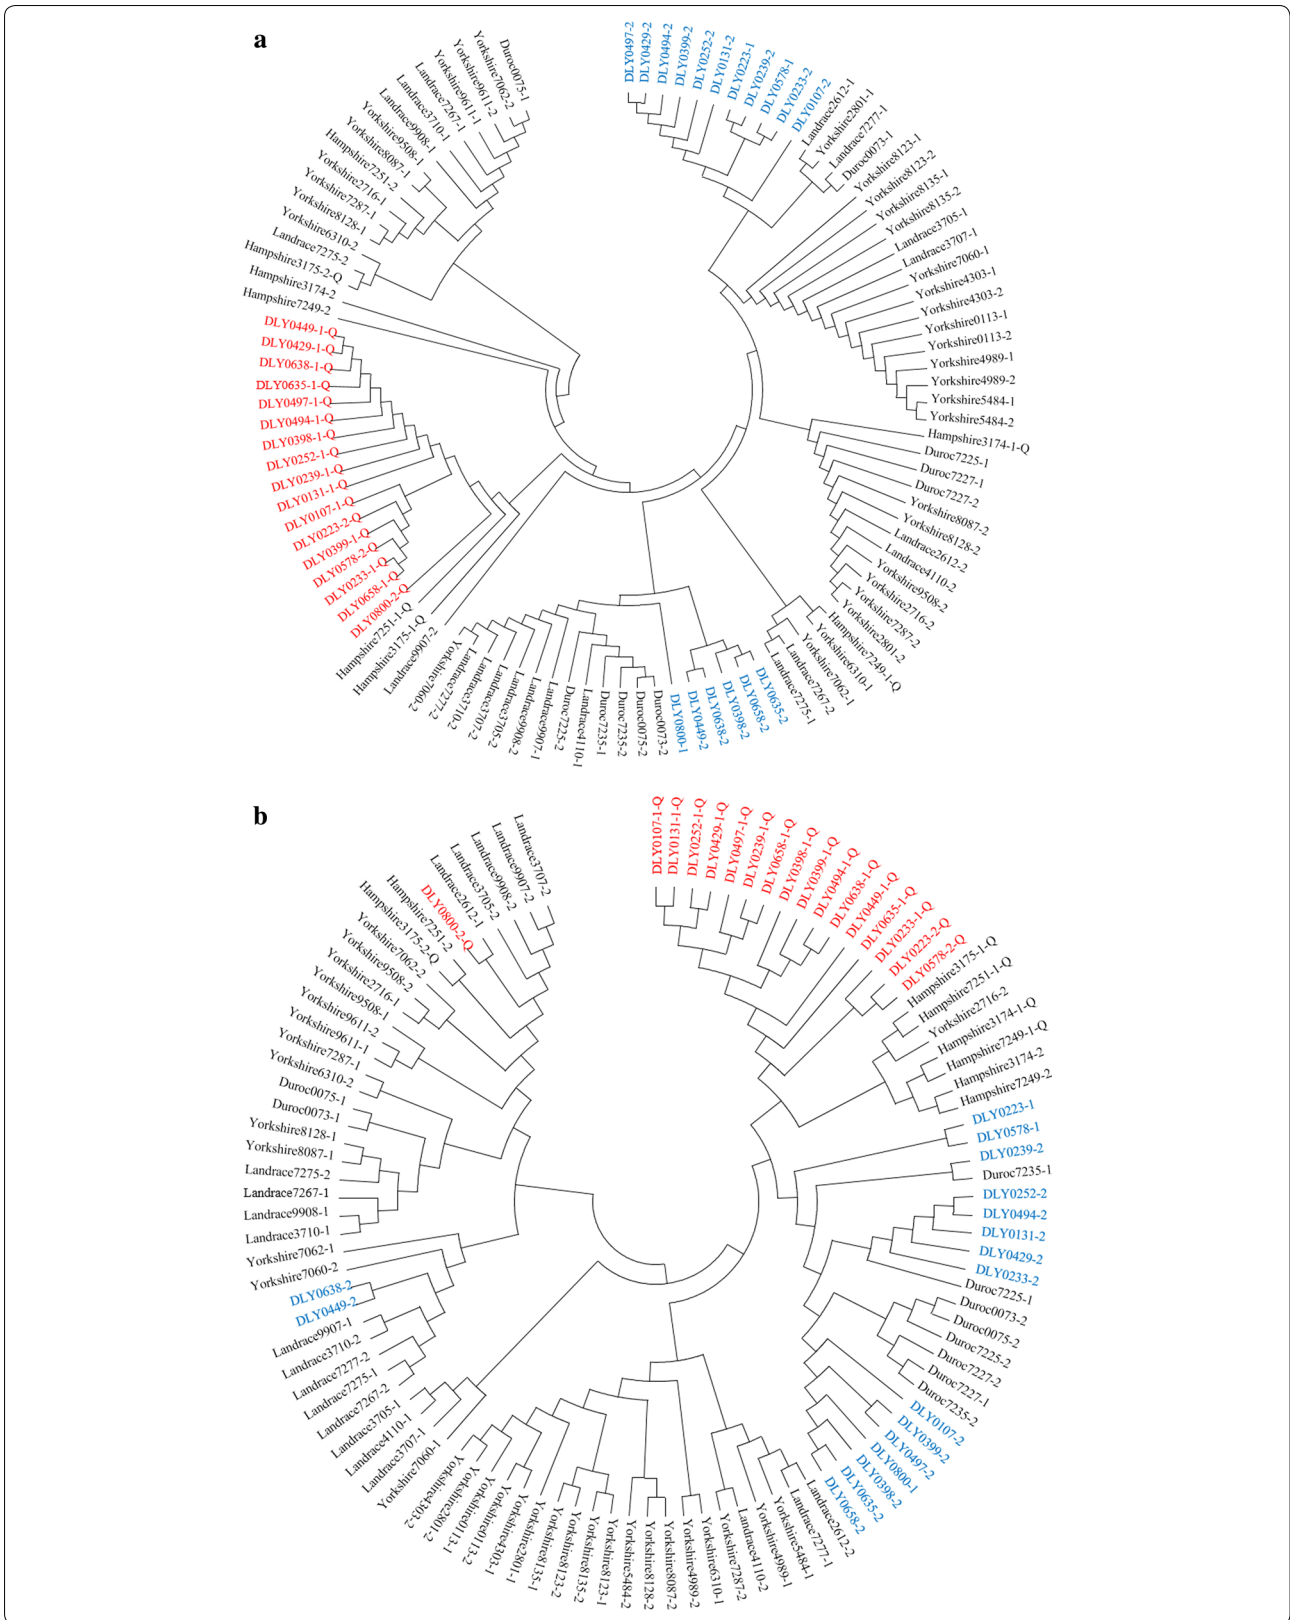 a
DLY0497-2
DLY0429-2
DLY0494-2
DLY0399-2
DLY0252-2
DLY0131-2
DLY0223-1
DLY0239-2
DLY0578-1
DLY0233-2
DLY0107-2
Landrace2612-1
Yorkshire2801-1
Landrace7277-1
Duroc0073-1
Yorkshire8123-1
Yorkshire8123-2
Yorkshire8135-1
Yorkshire8135-2
Landrace3705-1
Landrace3707-1
Yorkshire7060-1
Yorkshire4303-1
Yorkshire4303-2
Yorkshire0113-1
Yorkshire0113-2
Yorkshire4989-1
Yorkshire4989-2
Yorkshire5484-1
Yorkshire5484-2
Hampshire3174-1-Q
Duroc7225-1
Duroc7227-1
Duroc7227-2
Yorkshire8087-2
Yorkshire8128-2
Landrace2612-2
Landrace4110-2
Yorkshire9508-2
Yorkshire2716-2
Yorkshire7287-2
Yorkshire2801-2
Hampshire7249-1-Q
Yorkshire6310-1
Yorkshire7062-1
Landrace7267-2
Landrace7275-1
DLY0635-2
DLY0658-2
DLY0398-2
DLY0638-2
DLY0449-2
DLY0800-1
Duroc0073-2
Duroc0075-2
Duroc7235-2
Duroc7235-1
Landrace4110-1
Duroc7225-2
Landrace9907-1
Landrace9908-2
Landrace3705-2
Landrace3707-2
Landrace3710-2
Landrace7277-2
Yorkshire7060-2
Landrace9907-2
Hampshire3175-1-Q
Hampshire7251-1-Q
DLY0800-2-Q
DLY0658-1-Q
DLY0233-1-Q
DLY0578-2-Q
DLY0399-1-Q
DLY0223-2-Q
DLY0107-1-Q
DLY0131-1-Q
DLY0239-1-Q
DLY0252-1-Q
DLY0398-1-Q
DLY0494-1-Q
DLY0497-1-Q
DLY0635-1-Q
DLY0638-1-Q
DLY0429-1-Q
DLY0449-1-Q
Hampshire7249-2
Hampshire3174-2
Hampshire3175-2-Q
Landrace7275-2
Yorkshire6310-2
Yorkshire8128-1
Yorkshire7287-1
Yorkshire2716-1
Hampshire7251-2
Yorkshire8087-1
Yorkshire9508-1
Landrace9908-1
Landrace3710-1
Landrace7267-1
Yorkshire9611-1
Yorkshire9611-2
Yorkshire7062-2
Duroc0075-1
b
DLY0107-1-Q
DLY0131-1-Q
DLY0252-1-Q
DLY0429-1-Q
DLY0497-1-Q
DLY0239-1-Q
DLY0658-1-Q
DLY0398-1-Q
DLY0399-1-Q
DLY0494-1-Q
DLY0638-1-Q
DLY0449-1-Q
DLY0635-1-Q
DLY0233-1-Q
DLY0223-2-Q
DLY0578-2-Q
Hampshire3175-1-Q
Hampshire7251-1-Q
Yorkshire2716-2
Hampshire3174-1-Q
Hampshire7249-1-Q
Hampshire3174-2
Hampshire7249-2
DLY0223-1
DLY0578-1
DLY0239-2
Duroc7235-1
DLY0252-2
DLY0494-2
DLY0131-2
DLY0429-2
DLY0233-2
Duroc7225-1
Duroc0073-2
Duroc0075-2
Duroc7225-2
Duroc7227-2
Duroc7227-1
Duroc7235-2
DLY0107-2
DLY0399-2
DLY0497-2
DLY0800-1
DLY0398-2
DLY0635-2
DLY0658-2
Landrace2612-2
Landrace7277-1
Yorkshire5484-1
Yorkshire4989-1
Landrace4110-2
Yorkshire7287-2
Yorkshire6310-1
Yorkshire4989-2
Yorkshire8087-2
Yorkshire8128-2
Yorkshire5484-2
Yorkshire8123-1
Yorkshire8135-2
Yorkshire8123-2
Yorkshire8135-1
Yorkshire2801-1
Yorkshire4303-1
Yorkshire0113-2
Yorkshire0113-1
Yorkshire2801-2
Yorkshire4303-2
Yorkshire7060-1
Landrace3707-1
Landrace4110-1
Landrace3705-1
Landrace7267-2
Landrace7275-1
Landrace7277-2
Landrace3710-2
Landrace9907-1
DLY0449-2
DLY0638-2
Yorkshire7060-2
Yorkshire7062-1
Landrace3710-1
Landrace9908-1
Landrace7267-1
Landrace7275-2
Yorkshire8087-1
Yorkshire8128-1
Duroc0073-1
Duroc0075-1
Yorkshire6310-2
Yorkshire7287-1
Yorkshire9611-1
Yorkshire9611-2
Yorkshire9508-1
Yorkshire2716-1
Yorkshire9508-2
Yorkshire7062-2
Hampshire3175-2-Q
Hampshire7251-2
DLY0800-2-Q
Landrace2612-1
Landrace3705-2
Landrace9908-2
Landrace9907-2
Landrace3707-2